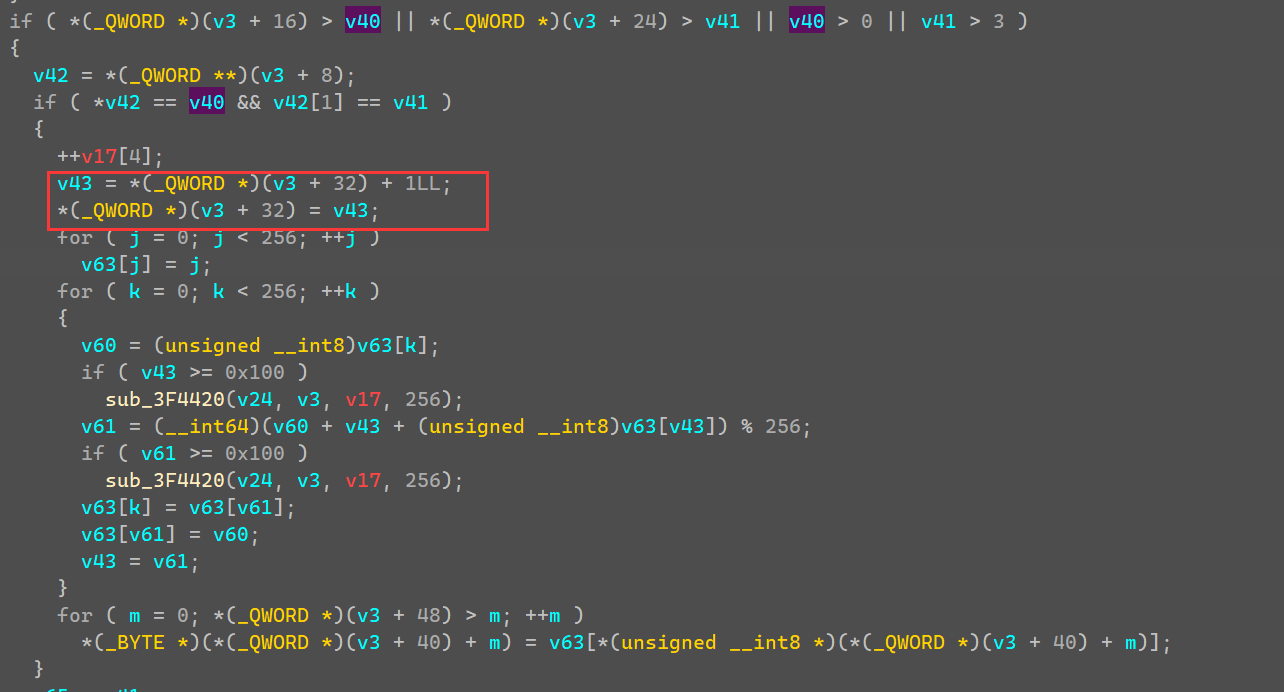 if ( *(_QWORD *)(v3 + 16) > v40 || *(_QWORD *)(v3 + 24) > v41 || v40 > 0 || v41 > 3 )
{
v42 = *(_QWORD **)(v3 + 8);
if ( *v42 == v40 && v42[1] == v41 )
{
++v17[4];
v43 = *(_QWORD *)(v3 + 32) + 1LL;
*(_QWORD *)(v3 + 32) = v43;
for ( j = 0; j < 256; ++j )
v63[j] = j;
for ( k = 0; k < 256; ++k )
{
v60 = (unsigned __int8)v63[k];
if ( v43 >= 0x100 )
sub_3F4420(v24, v3, v17, 256);
v61 = (__int64)(v60 + v43 + (unsigned __int8)v63[v43]) % 256;
if ( v61 >= 0x100 )
sub_3F4420(v24, v3, v17, 256);
v63[k] = v63[v61];
v63[v61] = v60;
v43 = v61;
}
for ( m = 0; *(_QWORD *)(v3 + 48) > m; ++m )
*(_BYTE *)(*(_QWORD *)(v3 + 40) + m) = v63[*(unsigned __int8 *)(*(_QWORD *)(v3 + 40) + m)];
}